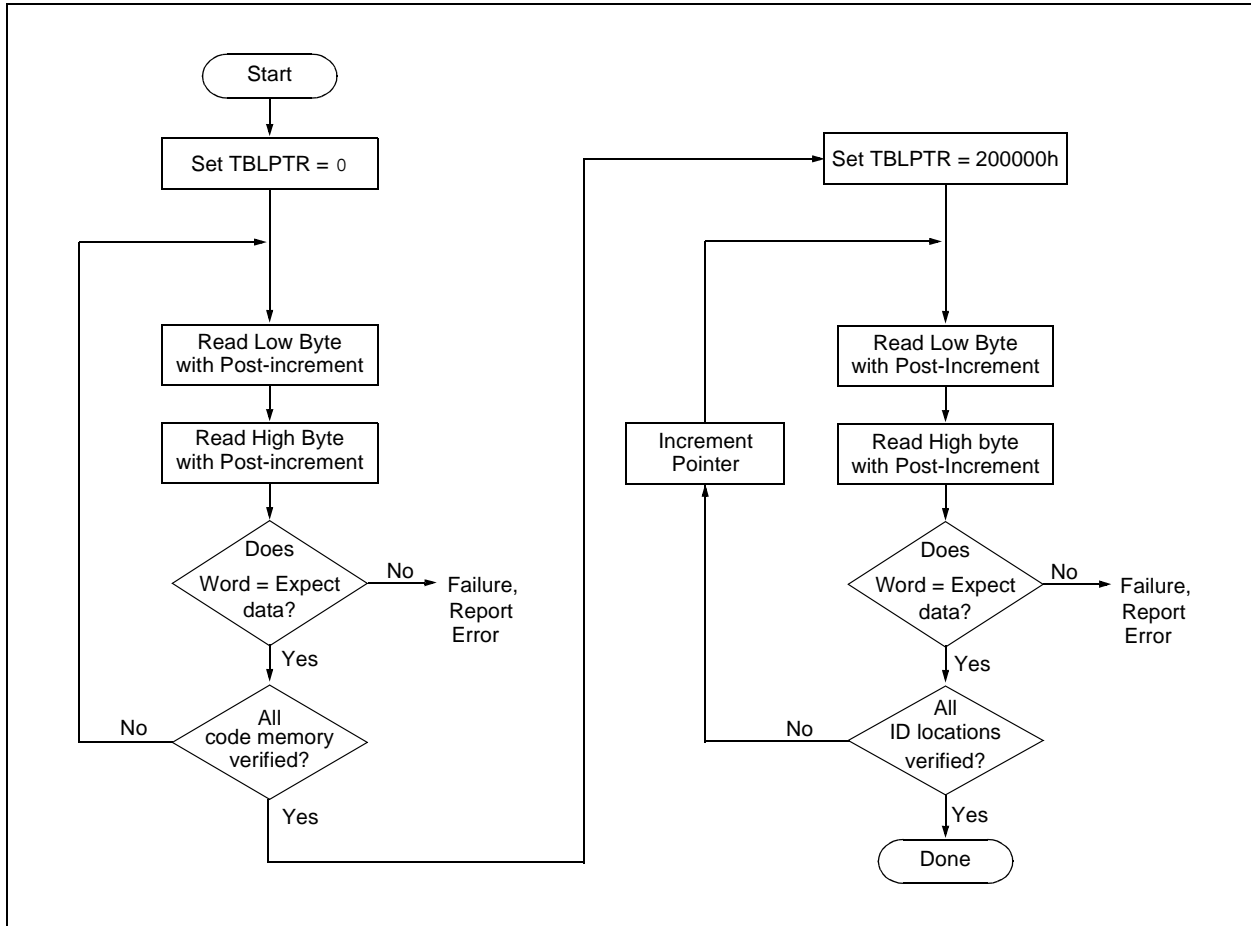 Start
Set TBLPTR = 0
Read Low Byte
with Post-increment
Read High Byte
with Post-increment
Does
Word = Expect
data?
No
Failure,
Report
Error
Yes
All
code memory
verified?
No
Yes
Set TBLPTR = 200000h
Read Low Byte
with Post-Increment
Increment
Pointer
Read High byte
with Post-Increment
Does
Word = Expect
data?
No
Failure,
Report
Error
Yes
All
ID locations
verified?
No
Yes
Done